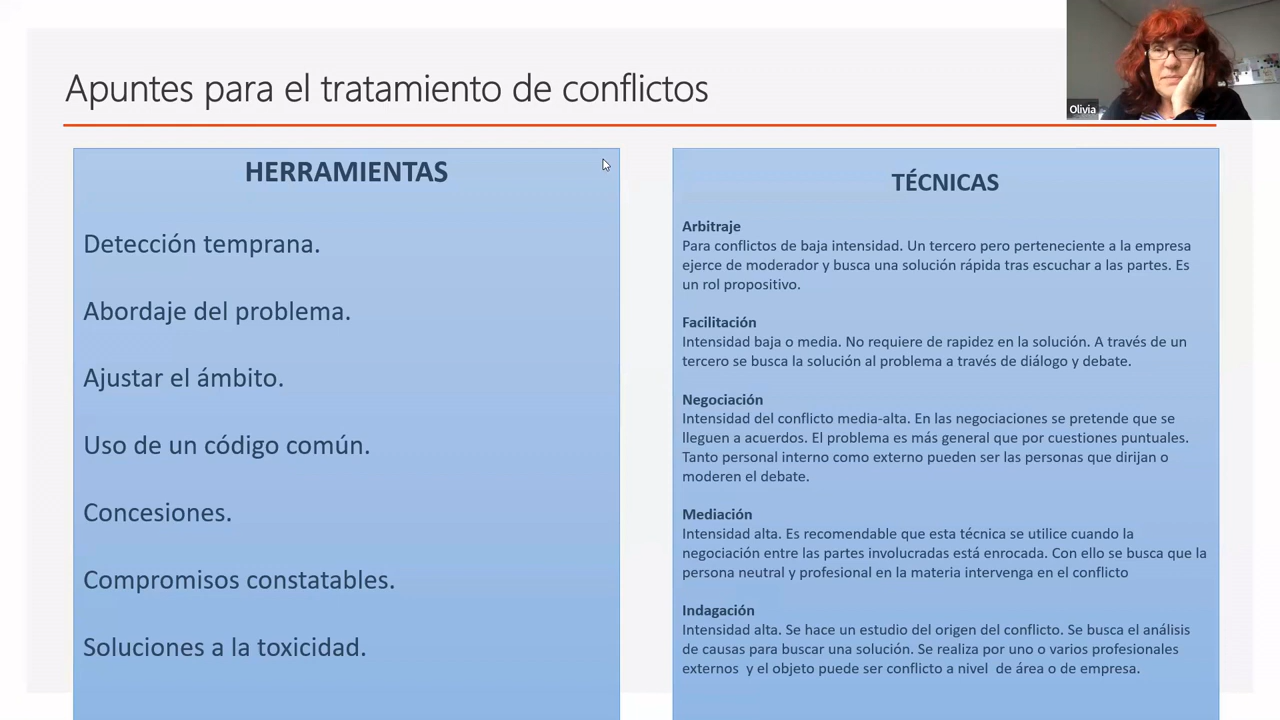 Apuntes para el tratamiento de conflictos
Olivia
HERRAMIENTAS
Detección temprana.
Abordaje del problema.
Ajustar el ámbito.
Uso de un código común.
Concesiones.
Compromisos constatables.
Soluciones a la toxicidad.
TÉCNICAS
Arbitraje
Para conflictos de baja intensidad. Un tercero pero perteneciente a la empresa
ejerce de moderador y busca una solución rápida tras escuchar a las partes. Es
un rol propositivo.
Facilitación
Intensidad baja o media. No requiere de rapidez en la solución. A través de un
tercero se busca la solución al problema a través de diálogo y debate.
Negociación
Intensidad del conflicto media-alta. En las negociaciones se pretende que se
lleguen a acuerdos. El problema es más general que por cuestiones puntuales.
Tanto personal interno como externo pueden ser las personas que dirijan o
moderen el debate.
Mediación
Intensidad alta. Es recomendable que esta técnica se utilice cuando la
negociación entre las partes involucradas está enrocada. Con ello se busca que la
persona neutral y profesional en la materia intervenga en el conflicto
Indagación
Intensidad alta. Se hace un estudio del origen del conflicto. Se busca el análisis
de causas para buscar una solución. Se realiza por uno o varios profesionales
externos  y el objeto puede ser conflicto a nivel  de área o de empresa.